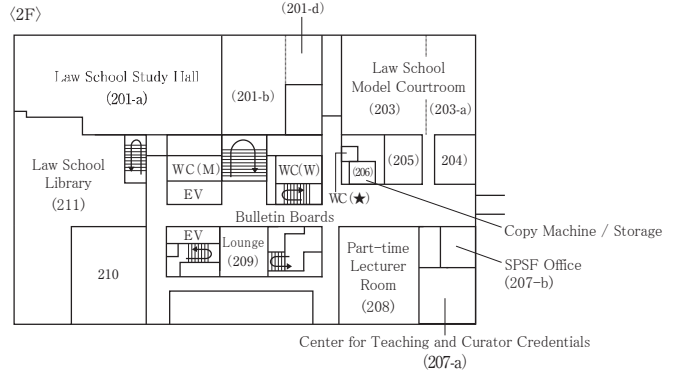 〈2F〉
(201-d)
Law School Study Hall
(201-a)
(201-b)
Law School
Model Courtroom
(203)
(203-a)
Law School
Library
(211)
WC(M)
WC(W)
(206)
(205)
204
EV
WC(★)
Bulletin Boards
Copy Machine / Storage
210
EV
Lounge
(209)
Part-time
Lecturer
Room
(208)
SPSF Office
(207-b)
Center for Teaching and Curator Credentials
(207-a)